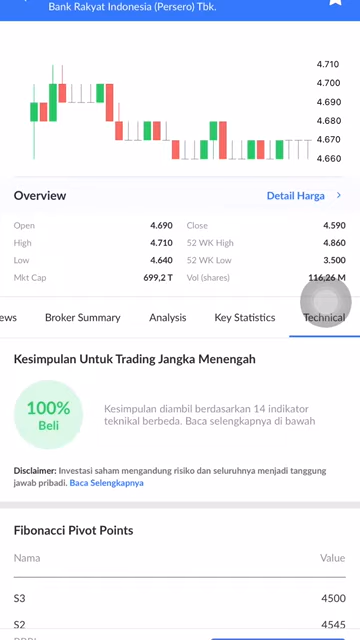 Bank Rakyat Indonesia (Persero) Tbk.
4.710
4.700
4.690
4.680
4.670
4.660
Overview
Detail Harga
Open 4.690 Close 4.590
High 4.710 52 WK High 4.860
Low 4.640 52 WK Low 3.500
Mkt Cap 699,2 T Vol (shares) 116,26 M
ews Broker Summary Analysis Key Statistics Technical
Kesimpulan Untuk Trading Jangka Menengah
100%
Beli
Kesimpulan diambil berdasarkan 14 indikator
teknikal berbeda. Baca selengkapnya di bawah
Disclaimer: Investasi saham mengandung risiko dan seluruhnya menjadi tanggung
jawab pribadi. Baca Selengkapnya
Fibonacci Pivot Points
Nama Value
S3 4500
S2 4545